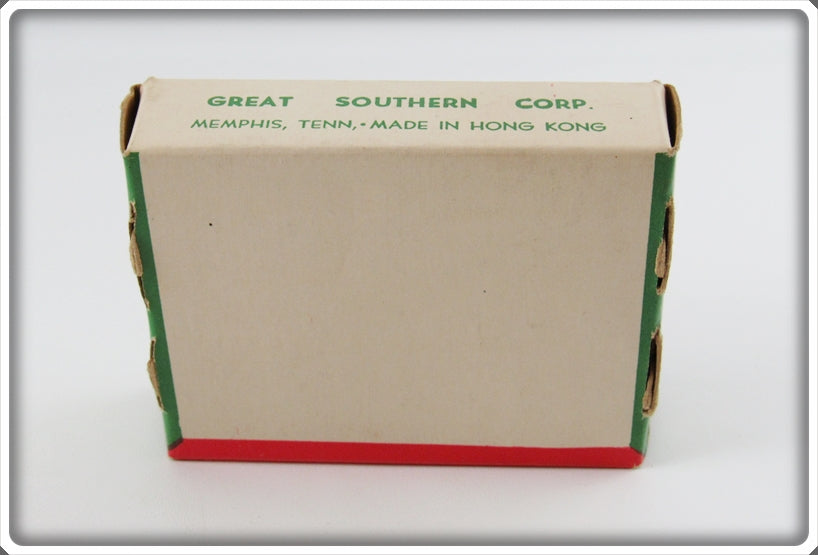 GREAT SOUTHERN CORP.
MEMPHIS, TENN,• MADE IN HONG KONG